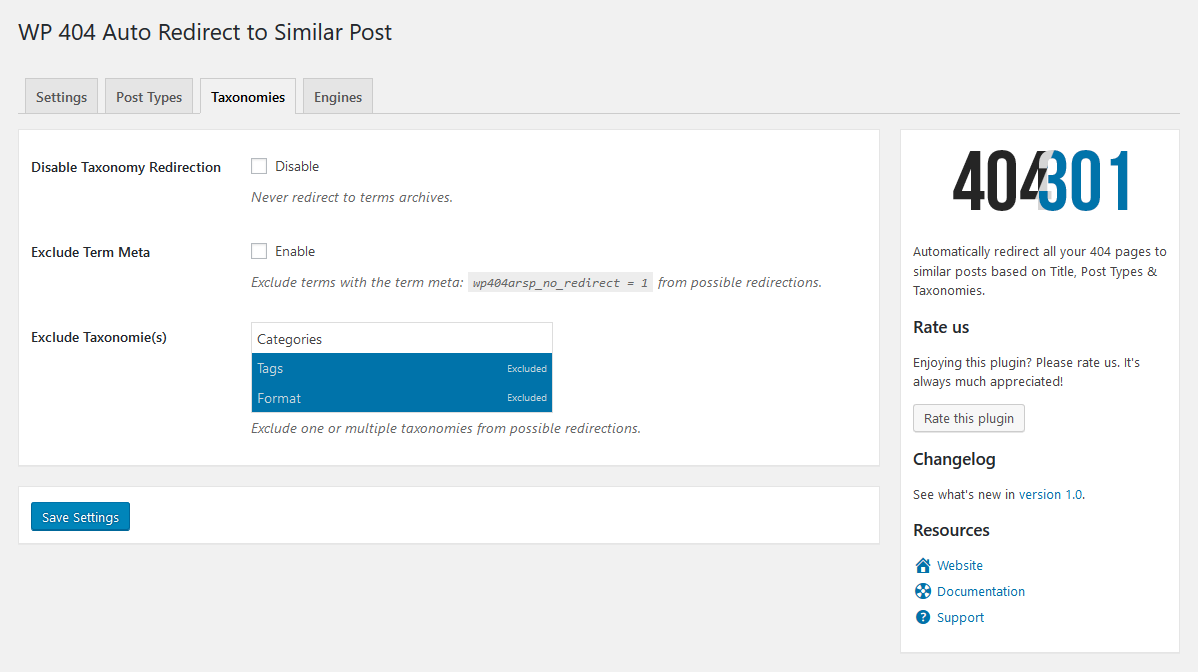 WP 404 Auto Redirect to Similar Post
Settings
Post Types
Taxonomies
Engines
Disable Taxonomy Redirection
Disable
Never redirect to terms archives.
Exclude Term Meta
Enable
Exclude terms with the term meta: wp404arsp_no_redirect = 1 from possible redirections.
Exclude Taxonomie(s)
Categories
Tags Excluded
Format Excluded
Exclude one or multiple taxonomies from possible redirections.
Save Settings
404301
Automatically redirect all your 404 pages to
similar posts based on Title, Post Types &
Taxonomies.
Rate us
Enjoying this plugin? Please rate us. It's
always much appreciated!
Rate this plugin
Changelog
See what's new in version 1.0.
Resources
Website
Documentation
Support